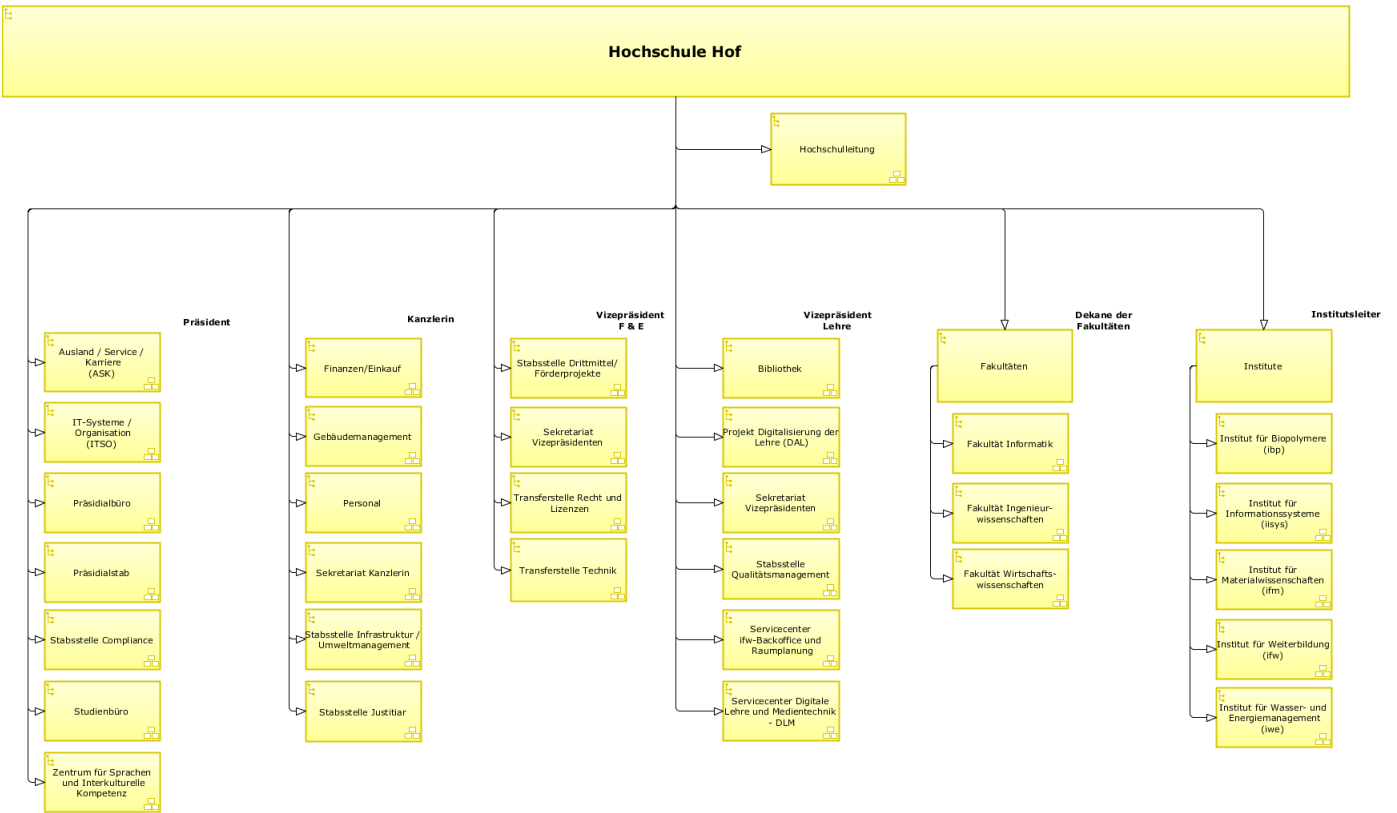 Hochschule Hof
Hochschulleitung
Präsident
Ausland / Service /
Karriere
(ASK)
IT-Systeme /
Organisation
(ITSO)
Präsidialbüro
Präsidialstab
Stabsstelle Compliance
Studienbüro
Zentrum für Sprachen
und Interkulturelle
Kompetenz
Kanzlerin
Finanzen/Einkauf
Gebäudemanagement
Personal
Sekretariat Kanzlerin
Stabsstelle Infrastruktur /
Umweltmanagement
Stabsstelle Justitiar
Vizepräsident
F & E
Stabsstelle Drittmittel/
Förderprojekte
Sekretariat
Vizepräsidenten
Transferstelle Recht und
Lizenzen
Transferstelle Technik
Vizepräsident
Lehre
Bibliothek
Projekt Digitalisierung der
Lehre (DAL)
Sekretariat
Vizepräsidenten
Stabsstelle
Qualitätsmanagement
Servicecenter
ifw-Backoffice und
Raumplanung
Servicecenter Digitale
Lehre und Medientechnik
- DLM
Dekane der
Fakultäten
Fakultäten
Fakultät Informatik
Fakultät Ingenieur-
wissenschaften
Fakultät Wirtschafts-
wissenschaften
Institutsleiter
Institute
Institut für Biopolymere
(ibp)
Institut für
Informationssysteme
(iisys)
Institut für
Materialwissenschaften
(ifm)
Institut für Weiterbildung
(ifw)
Institut für Wasser- und
Energiemanagement
(iwe)